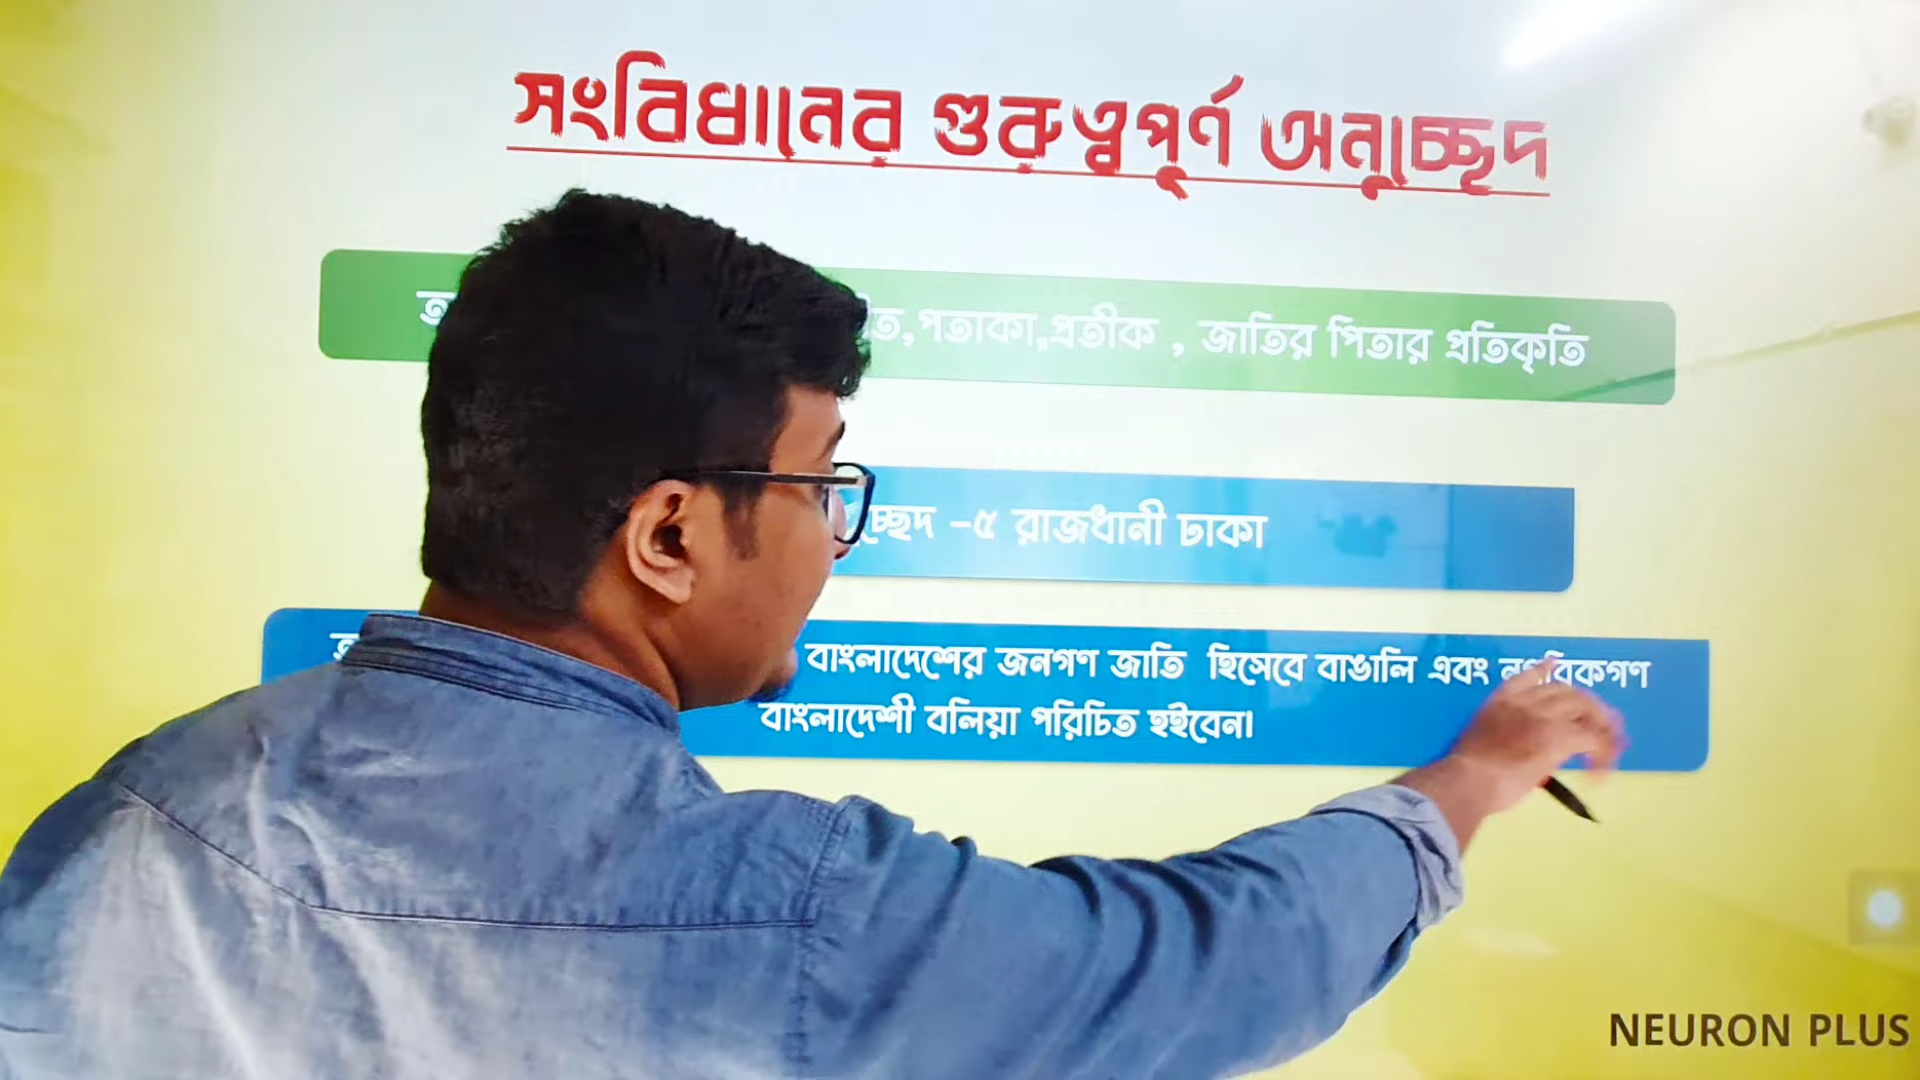 সংবিধানের গুরুত্বপূর্ণ অনুচ্ছেদ
,পতাকা,প্রতীক , জাতির পিতার প্রতিকৃতি
–৫ রাজধানী ঢাকা
বাংলাদেশের জনগণ জাতি হিসেবে বাঙালি এবং
বাংলাদেশী বলিয়া পরিচিত হইবেন।
NEURON PLUS